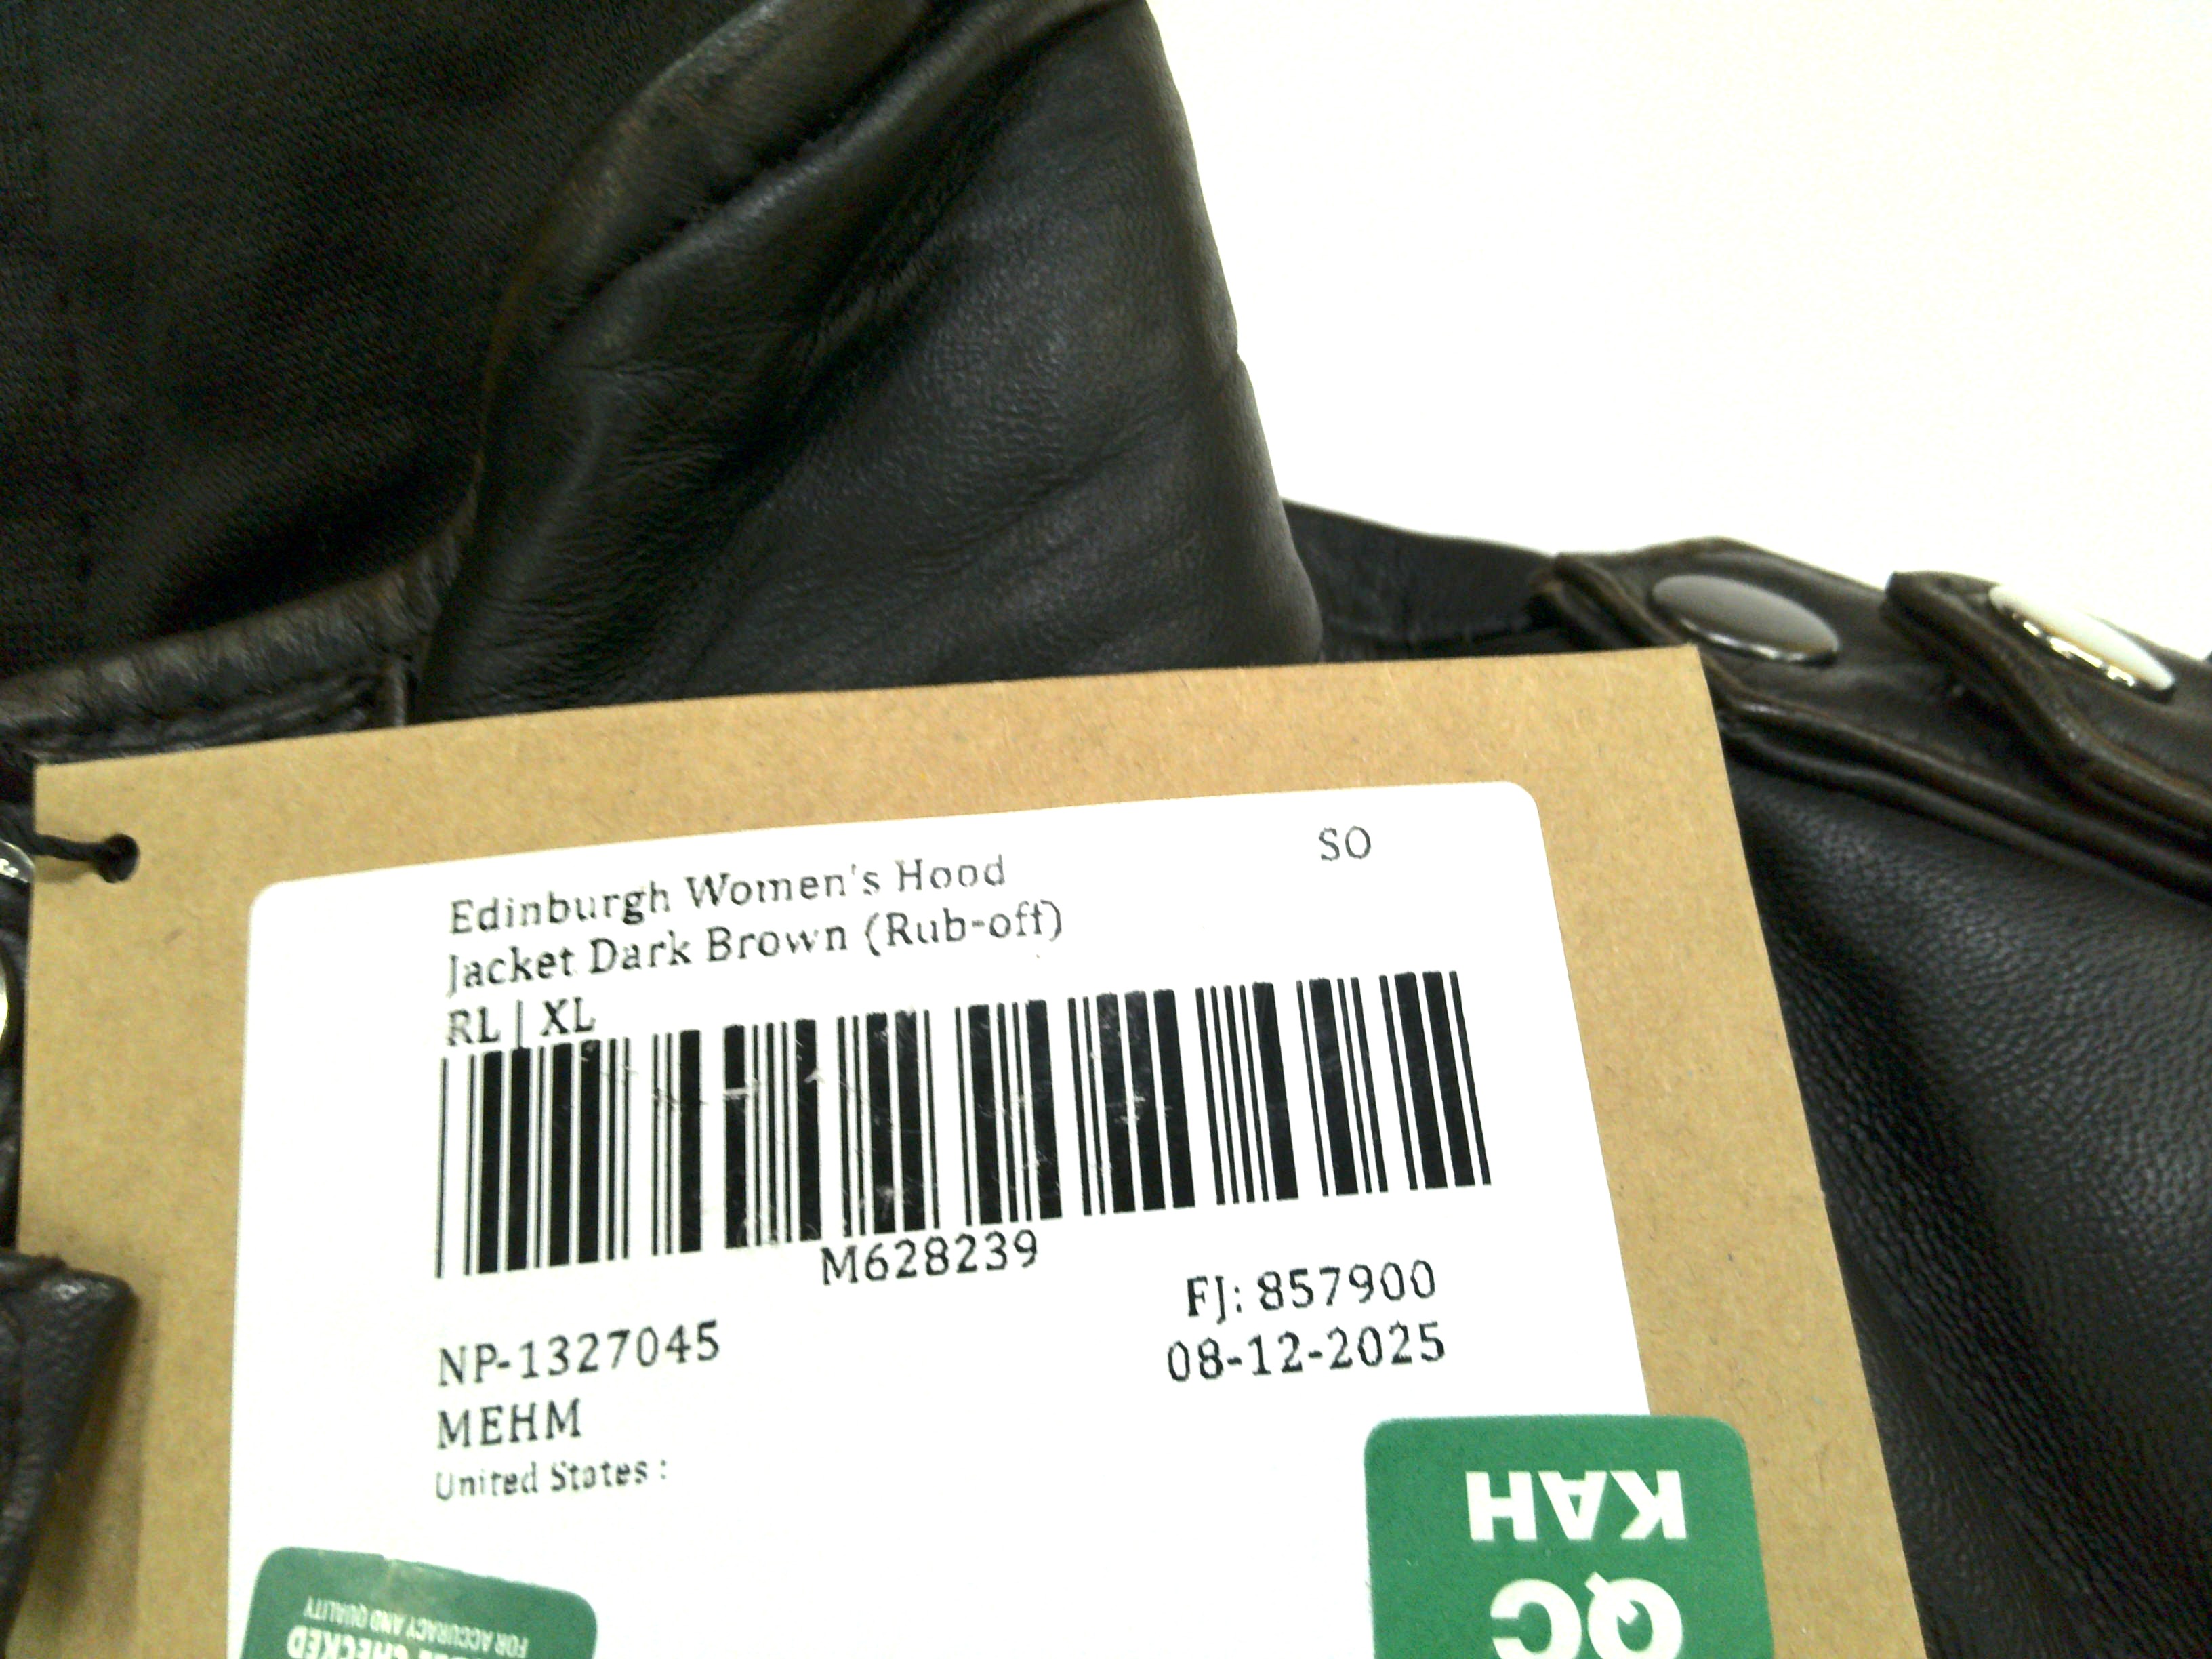 Edinburgh Women's Hood
Jacket Dark Brown (Rub-off)
RL | XL
SO
M628239
FJ: 857900
08-12-2025
NP-1327045
MEHM
United States :
QC
KAH
CHECKED
FOR ACCURACY AND QUALITY